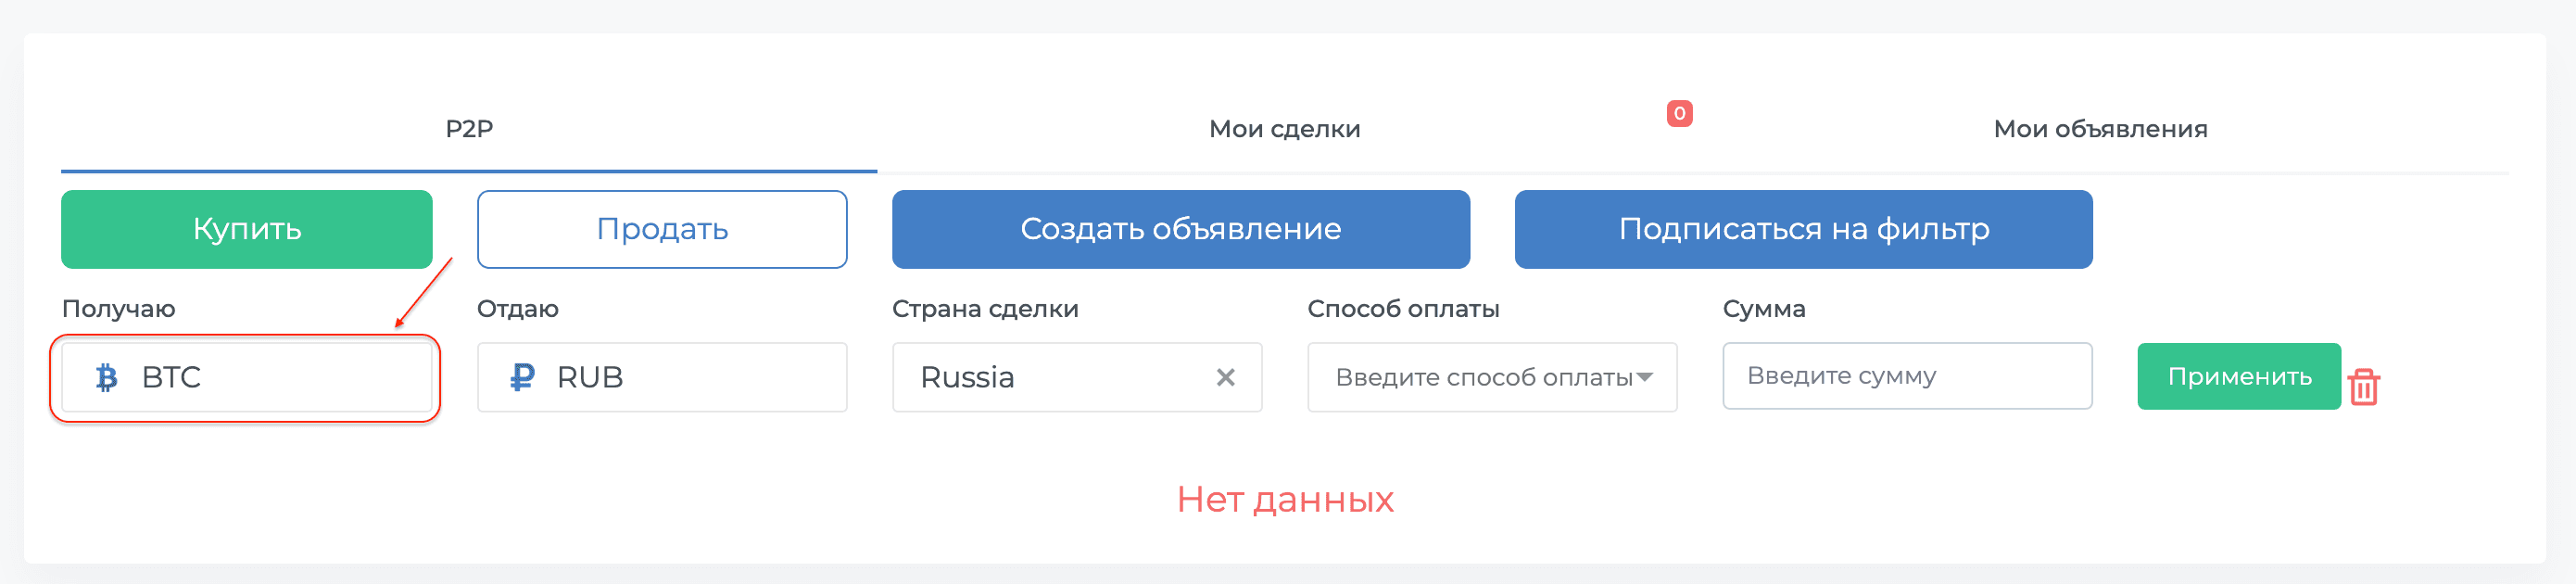 P2P
Мои сделки
0
Мои объявления
Купить
Продать
Создать объявление
Подписаться на фильтр
Получаю
Отдаю
Страна сделки
Способ оплаты
Сумма
BTC
RUB
Russia
Введите способ оплаты
Введите сумму
Применить
Нет данных